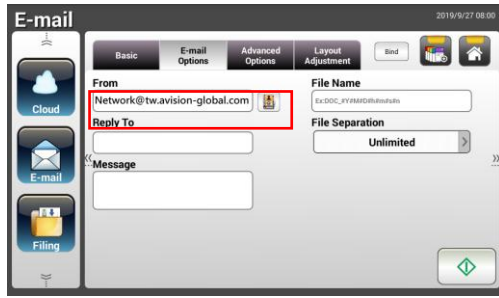 E-mail
2019/9/27 08:00
Basic
E-mail
Options
Advanced
Options
Layout
Adjustment
Bind
From
File Name
Network@tw.avision-global.com
Reply To
File Separation
Unlimited
Message
Cloud
E-mail
Filing